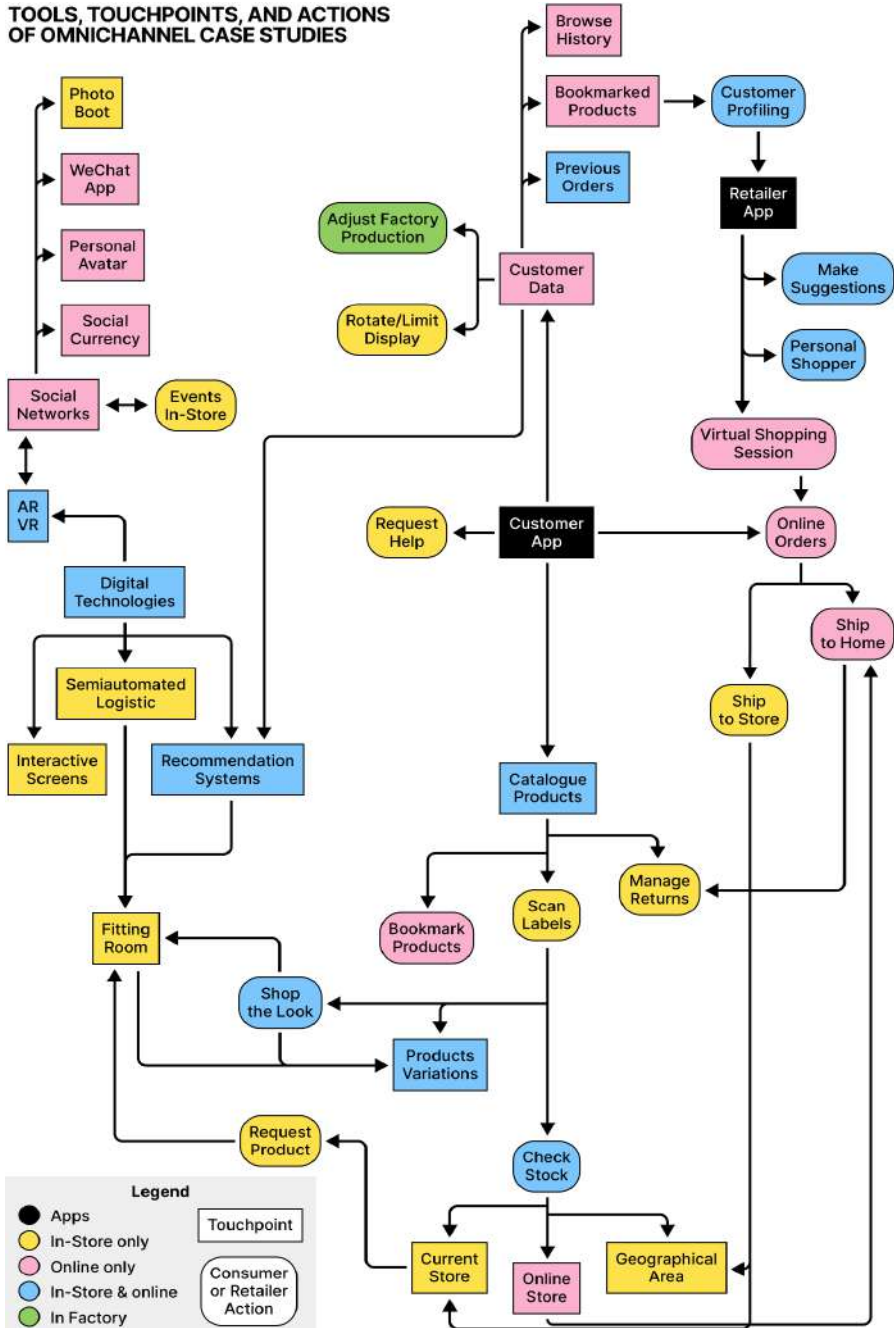 TOOLS, TOUCHPOINTS, AND ACTIONS
OF OMNICHANNEL CASE STUDIES
Browse
History
Photo
Boot
Bookmarked
Products
Customer
Profiling
WeChat
App
Previous
Orders
Retailer
App
Adjust Factory
Production
Personal
Avatar
Customer
Data
Make
Suggestions
Social
Currency
Rotate/Limit
Display
Personal
Shopper
Social
Networks
Events
In-Store
Virtual Shopping
Session
AR
VR
Request
Help
Customer
App
Online
Orders
Digital
Technologies
Ship
to Home
Semiautomated
Logistic
Ship
to Store
Interactive
Screens
Recommendation
Systems
Catalogue
Products
Manage
Returns
Fitting
Room
Bookmark
Products
Scan
Labels
Shop
the Look
Products
Variations
Request
Product
Check
Stock
Current
Store
Online
Store
Geographical
Area
Legend
Apps
In-Store only
Online only
In-Store & online
In Factory
Touchpoint
Consumer
or Retailer
Action